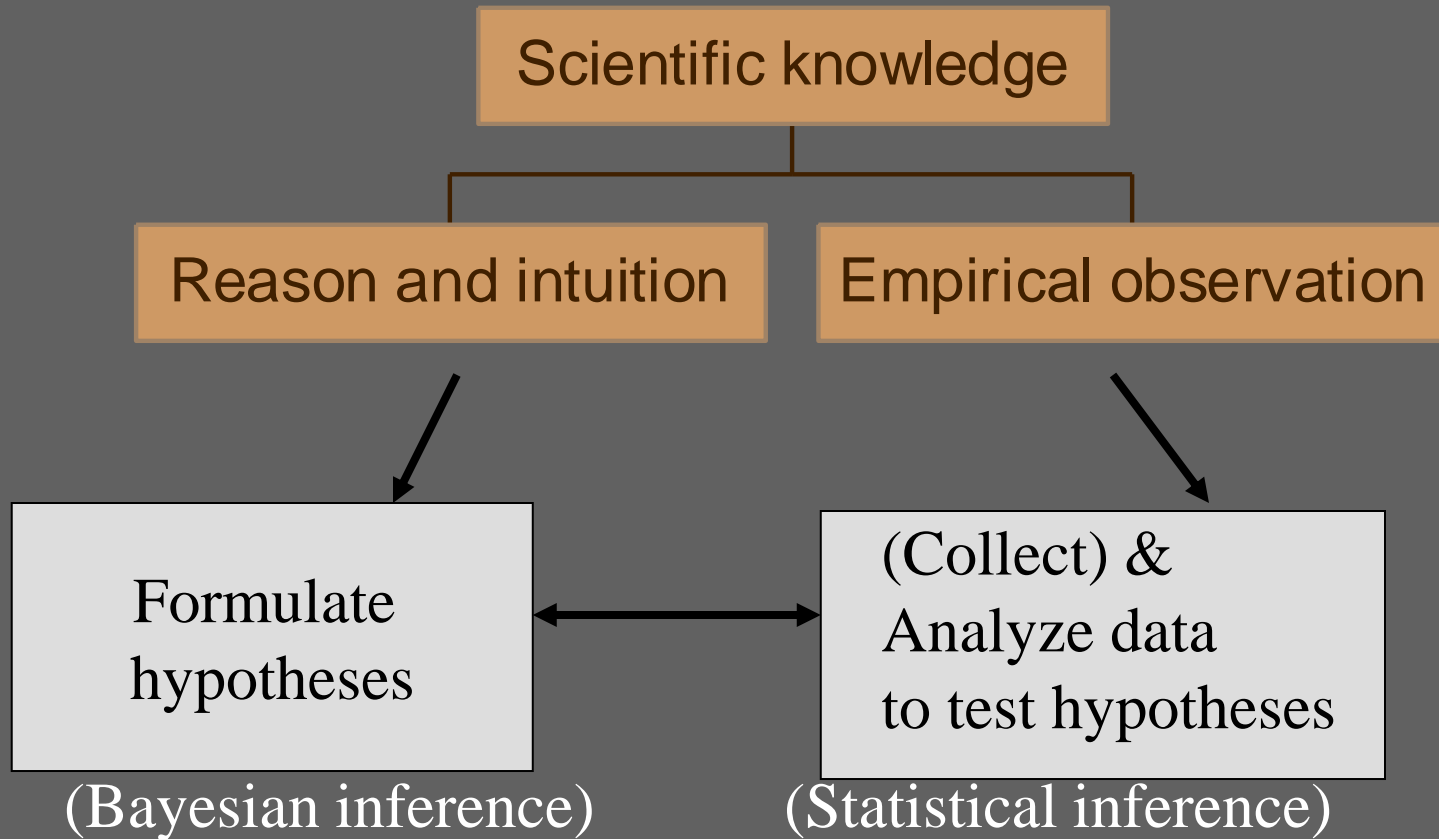 Scientific knowledge
Reason and intuition
Empirical observation
Formulate
hypotheses
(Collect) &
Analyze data
to test hypotheses
(Bayesian inference)
(Statistical inference)